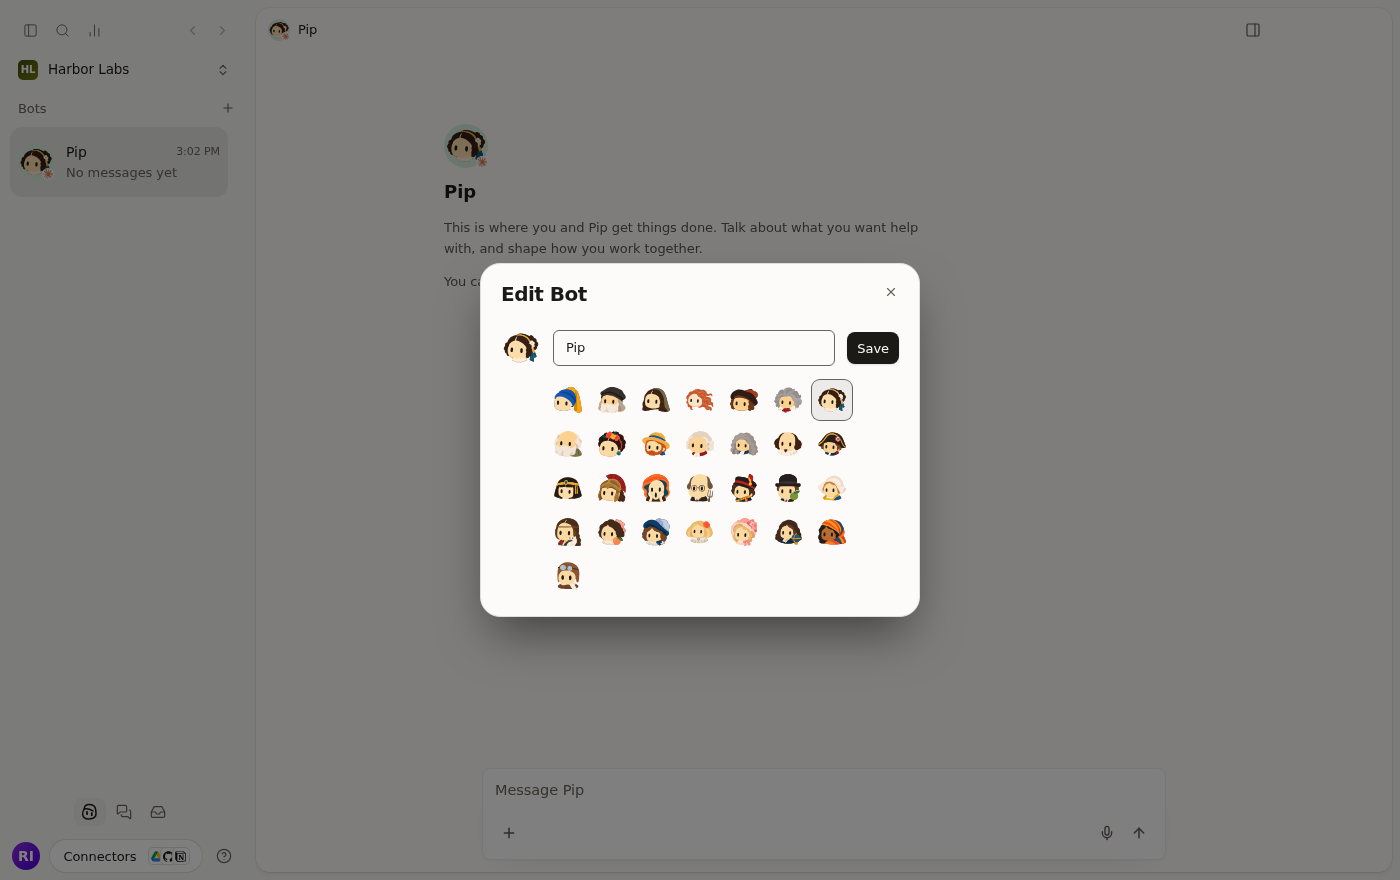 Pip
HL
Harbor Labs
Bots
Pip
3:02 PM
No messages yet
Pip
This is where you and Pip get things done. Talk about what you want help
with, and shape how you work together.
You
Edit Bot
Pip
Save
Message Pip
RI
Connectors